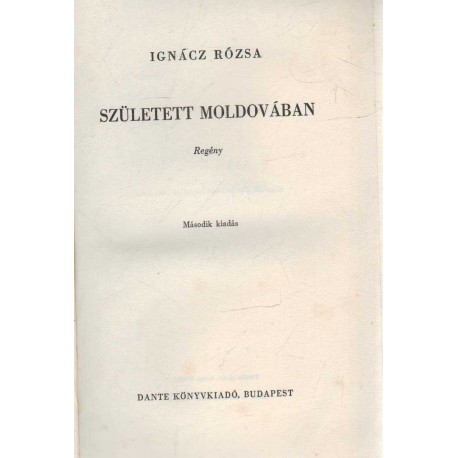 IGNÁCZ RÓZSA
SZÜLETETT MOLDOVÁBAN
Regény
Második kiadás
DANTE KÖNYVKIADÓ, BUDAPEST